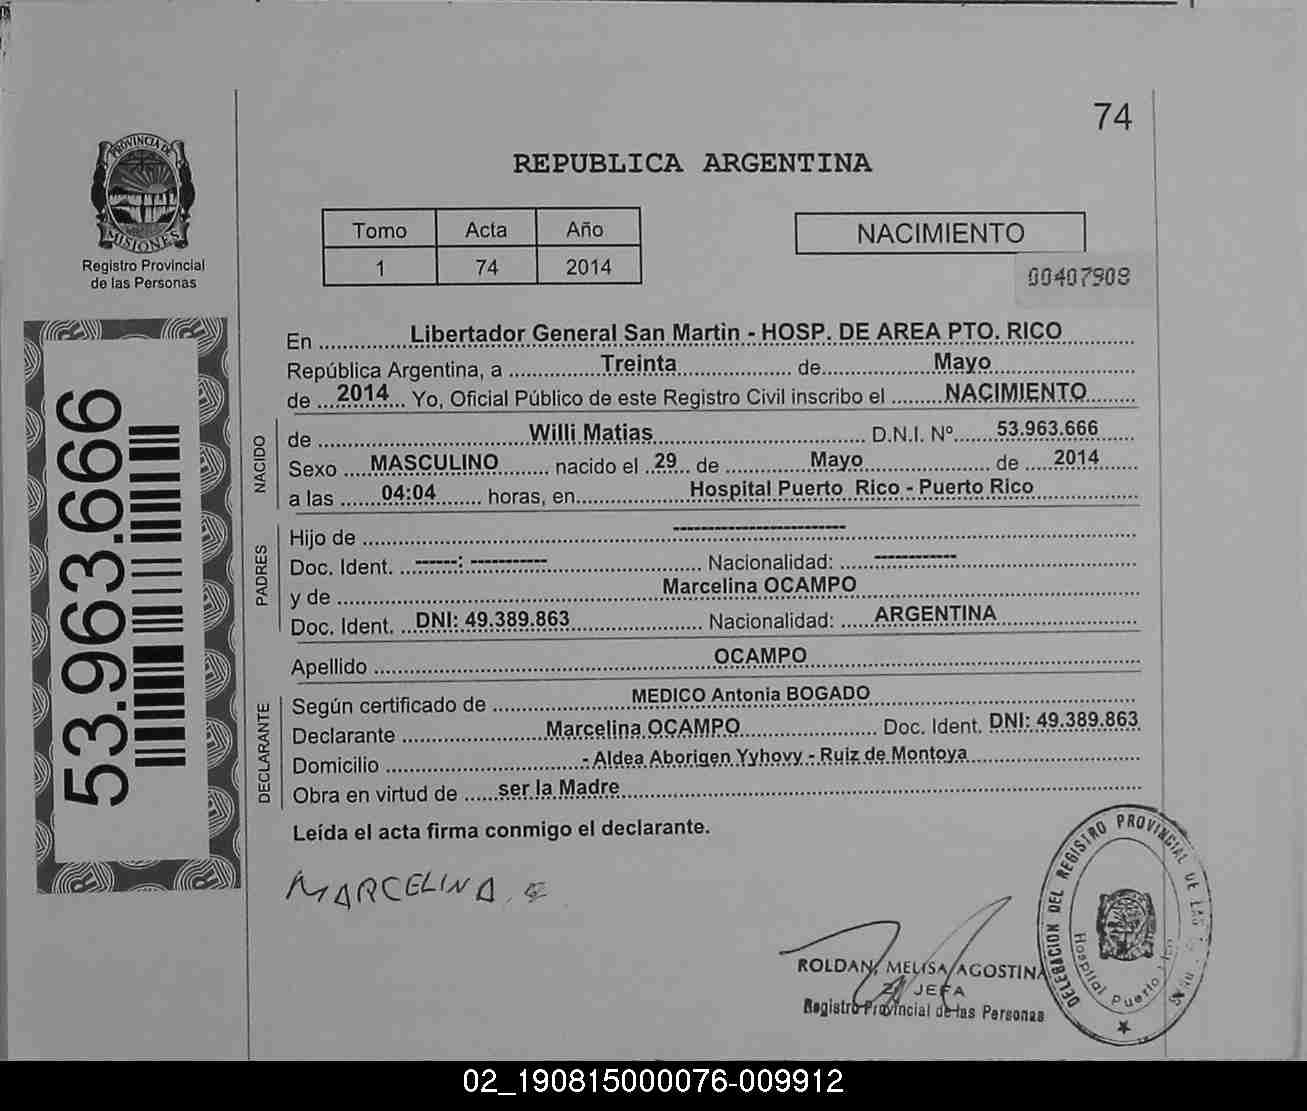 74
PROVINCIA DE
MISIONES
Registro Provincial
de las Personas
REPUBLICA ARGENTINA
Tomo Acta Año
1 74 2014
NACIMIENTO
00407908
53.963.666
En Libertador General San Martin - HOSP. DE AREA PTO. RICO
República Argentina, a Treinta de Mayo
de 2014 Yo, Oficial Público de este Registro Civil inscribo el NACIMIENTO
NACIDO
de Willi Matias D.N.I. Nº 53.963.666
Sexo MASCULINO nacido el 29 de Mayo de 2014
a las 04:04 horas, en Hospital Puerto Rico - Puerto Rico
PADRES
Hijo de -----------------------
Doc. Ident. ------: ----------- Nacionalidad: ------------
y de Marcelina OCAMPO
Doc. Ident. DNI: 49.389.863 Nacionalidad: ARGENTINA
Apellido OCAMPO
DECLARANTE
Según certificado de MEDICO Antonia BOGADO
Declarante Marcelina OCAMPO Doc. Ident. DNI: 49.389.863
Domicilio - Aldea Aborigen Yyhovy - Ruiz de Montoya
Obra en virtud de ser la Madre
Leída el acta firma conmigo el declarante.
MARCELINA
ROLDAN, MELISA AGOSTINA
JEFA
Registro Provincial de las Personas
DELEGACION DEL REGISTRO PROVINCIAL DE LAS
Hospital Puerto Rico
02_190815000076-009912